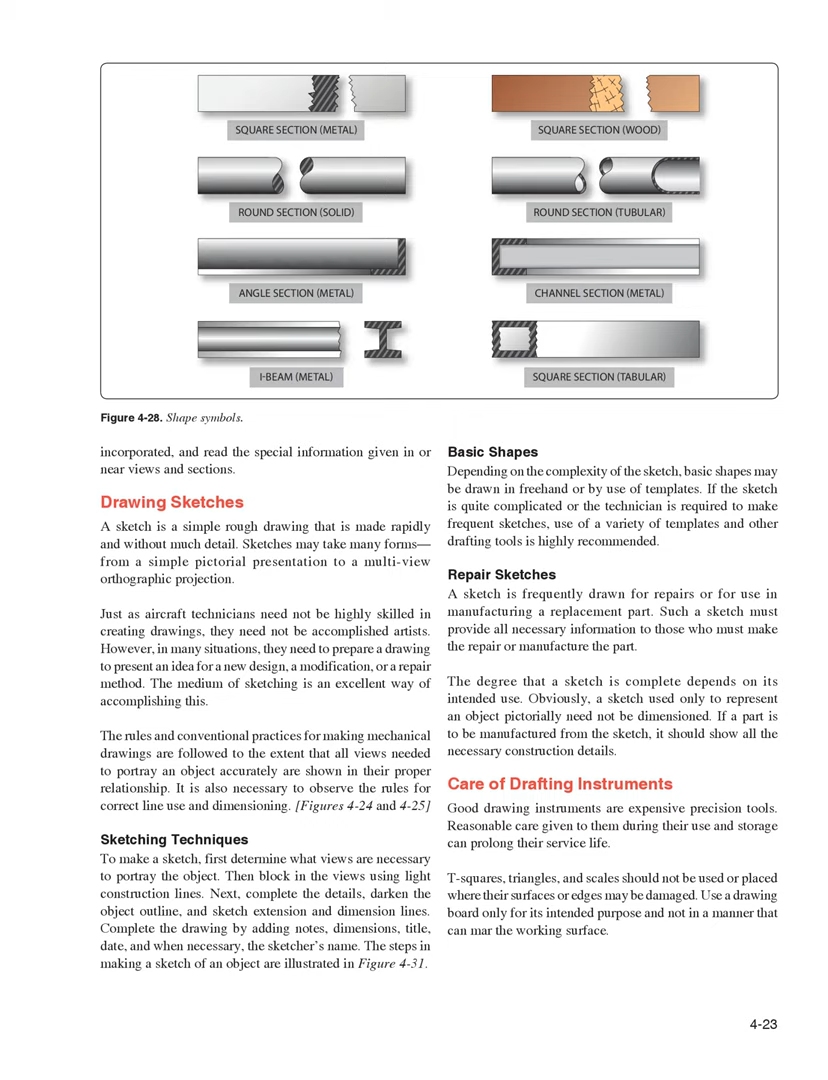 SQUARE SECTION (METAL)
SQUARE SECTION (WOOD)
ROUND SECTION (SOLID)
ROUND SECTION (TUBULAR)
ANGLE SECTION (METAL)
CHANNEL SECTION (METAL)
I-BEAM (METAL)
SQUARE SECTION (TABULAR)
Figure 4-28. Shape symbols.
incorporated, and read the special information given in or
near views and sections.
Drawing Sketches
A sketch is a simple rough drawing that is made rapidly
and without much detail. Sketches may take many forms—
from a simple pictorial presentation to a multi-view
orthographic projection.
Just as aircraft technicians need not be highly skilled in
creating drawings, they need not be accomplished artists.
However, in many situations, they need to prepare a drawing
to present an idea for a new design, a modification, or a repair
method. The medium of sketching is an excellent way of
accomplishing this.
The rules and conventional practices for making mechanical
drawings are followed to the extent that all views needed
to portray an object accurately are shown in their proper
relationship. It is also necessary to observe the rules for
correct line use and dimensioning. [Figures 4-24 and 4-25]
Sketching Techniques
To make a sketch, first determine what views are necessary
to portray the object. Then block in the views using light
construction lines. Next, complete the details, darken the
object outline, and sketch extension and dimension lines.
Complete the drawing by adding notes, dimensions, title,
date, and when necessary, the sketcher's name. The steps in
making a sketch of an object are illustrated in Figure 4-31.
Basic Shapes
Depending on the complexity of the sketch, basic shapes may
be drawn in freehand or by use of templates. If the sketch
is quite complicated or the technician is required to make
frequent sketches, use of a variety of templates and other
drafting tools is highly recommended.
Repair Sketches
A sketch is frequently drawn for repairs or for use in
manufacturing a replacement part. Such a sketch must
provide all necessary information to those who must make
the repair or manufacture the part.
The degree that a sketch is complete depends on its
intended use. Obviously, a sketch used only to represent
an object pictorially need not be dimensioned. If a part is
to be manufactured from the sketch, it should show all the
necessary construction details.
Care of Drafting Instruments
Good drawing instruments are expensive precision tools.
Reasonable care given to them during their use and storage
can prolong their service life.
T-squares, triangles, and scales should not be used or placed
where their surfaces or edges may be damaged. Use a drawing
board only for its intended purpose and not in a manner that
can mar the working surface.
4-23